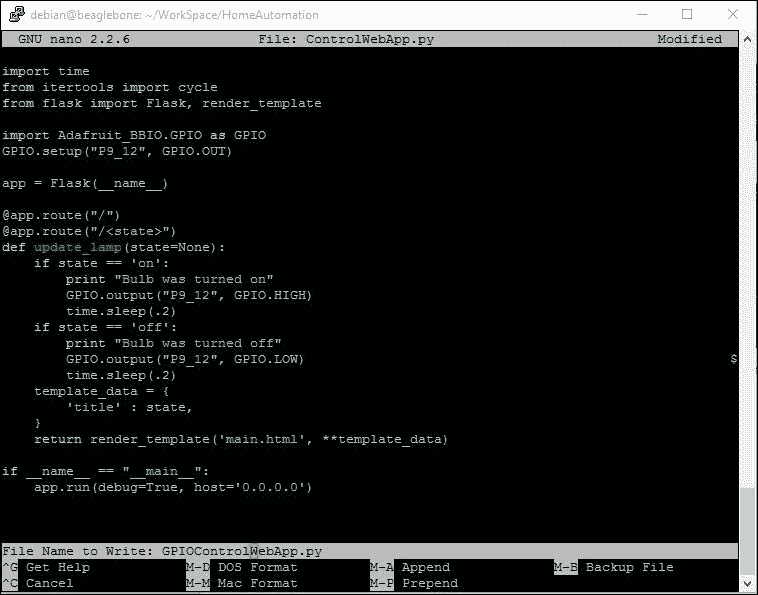 debian@beaglebone: ~/WorkSpace/HomeAutomation
GNU nano 2.2.6 File: ControlWebApp.py Modified
import time
from itertools import cycle
from flask import Flask, render_template
import Adafruit_BBIO.GPIO as GPIO
GPIO.setup("P9_12", GPIO.OUT)
app = Flask(__name__)
@app.route("/")
@app.route("/<state>")
def update_lamp(state=None):
    if state == 'on':
        print "Bulb was turned on"
        GPIO.output("P9_12", GPIO.HIGH)
        time.sleep(.2)
    if state == 'off':
        print "Bulb was turned off"
        GPIO.output("P9_12", GPIO.LOW) $
        time.sleep(.2)
    template_data = {
        'title' : state,
    }
    return render_template('main.html', **template_data)
if __name__ == "__main__":
    app.run(debug=True, host='0.0.0.0')
File Name to Write: GPIOControlWebApp.py
^G Get Help M-D DOS Format M-A Append M-B Backup File
^C Cancel M-M Mac Format M-P Prepend